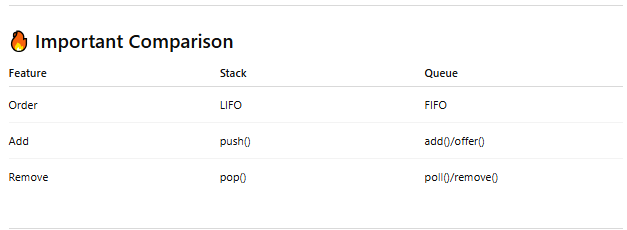 🔥 Important Comparison
Feature Stack Queue
Order LIFO FIFO
Add push() add()/offer()
Remove pop() poll()/remove()